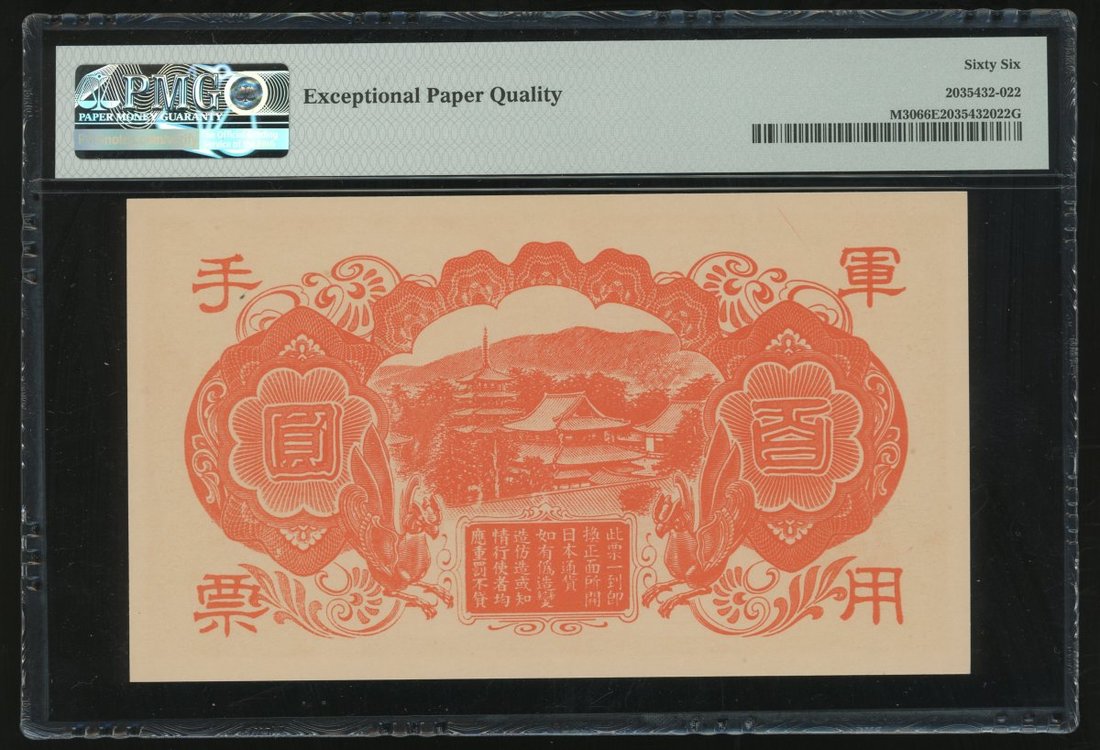 PMG
PAPER MONEY GUARANTY
Exceptional Paper Quality
Sixty Six
2035432-022
M3066E2035432022G
軍用
手票
百
圓
此票一到即
換正面所開
日本通貨
如有僞造變
造仿造或知
情行使者均
應重罰不貸